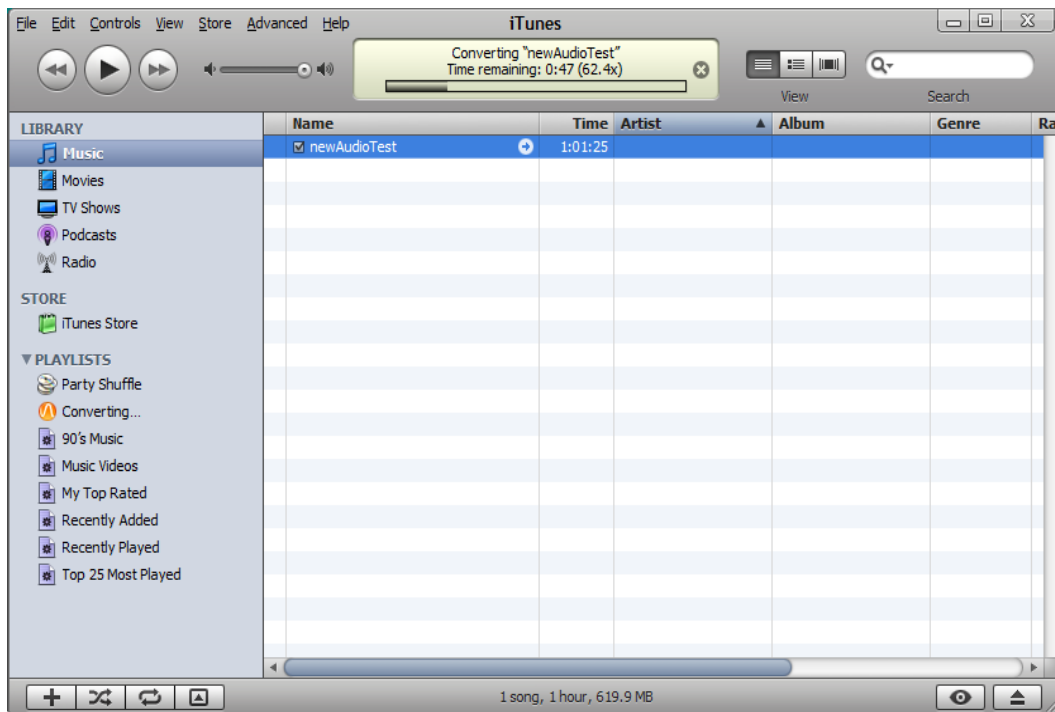 File Edit Controls View Store Advanced Help iTunes
Converting "newAudioTest"
Time remaining: 0:47 (62.4x)
View Search
LIBRARY
Music
Movies
TV Shows
Podcasts
Radio
STORE
iTunes Store
PLAYLISTS
Party Shuffle
Converting...
90's Music
Music Videos
My Top Rated
Recently Added
Recently Played
Top 25 Most Played
Name Time Artist Album Genre Ra
newAudioTest 1:01:25
1 song, 1 hour, 619.9 MB